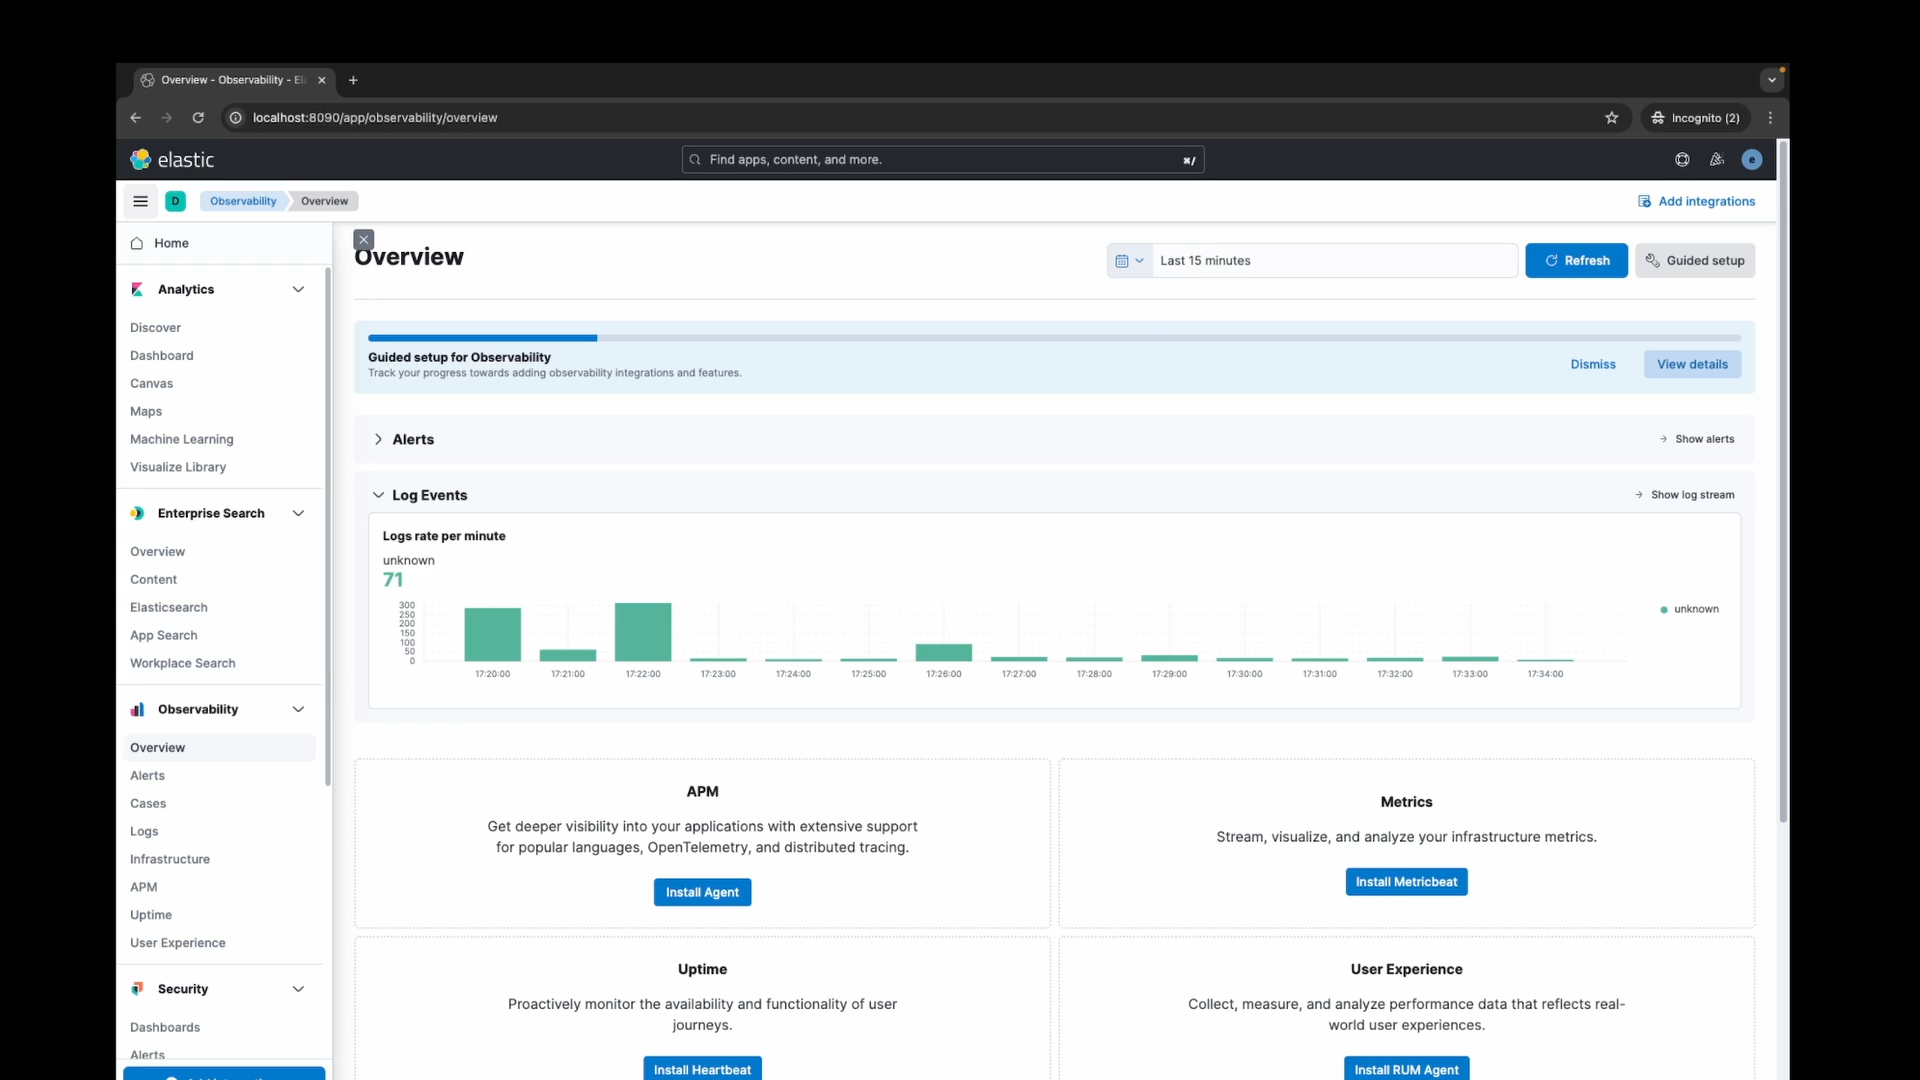 Overview - Observability - El
localhost:8090/app/observability/overview
Incognito (2)
elastic
Find apps, content, and more.
⌘/
e
D
Observability
Overview
Add integrations
Home
Analytics
Discover
Dashboard
Canvas
Maps
Machine Learning
Visualize Library
Enterprise Search
Overview
Content
Elasticsearch
App Search
Workplace Search
Observability
Overview
Alerts
Cases
Logs
Infrastructure
APM
Uptime
User Experience
Security
Dashboards
Alerts
Overview
Last 15 minutes
Refresh
Guided setup
Guided setup for Observability
Track your progress towards adding observability integrations and features.
Dismiss
View details
Alerts
Show alerts
Log Events
Show log stream
Logs rate per minute
unknown
71
300
250
200
150
100
50
0
17:20:00 17:21:00 17:22:00 17:23:00 17:24:00 17:25:00 17:26:00 17:27:00 17:28:00 17:29:00 17:30:00 17:31:00 17:32:00 17:33:00 17:34:00
unknown
APM
Get deeper visibility into your applications with extensive support
for popular languages, OpenTelemetry, and distributed tracing.
Install Agent
Metrics
Stream, visualize, and analyze your infrastructure metrics.
Install Metricbeat
Uptime
Proactively monitor the availability and functionality of user
journeys.
Install Heartbeat
User Experience
Collect, measure, and analyze performance data that reflects real-
world user experiences.
Install RUM Agent